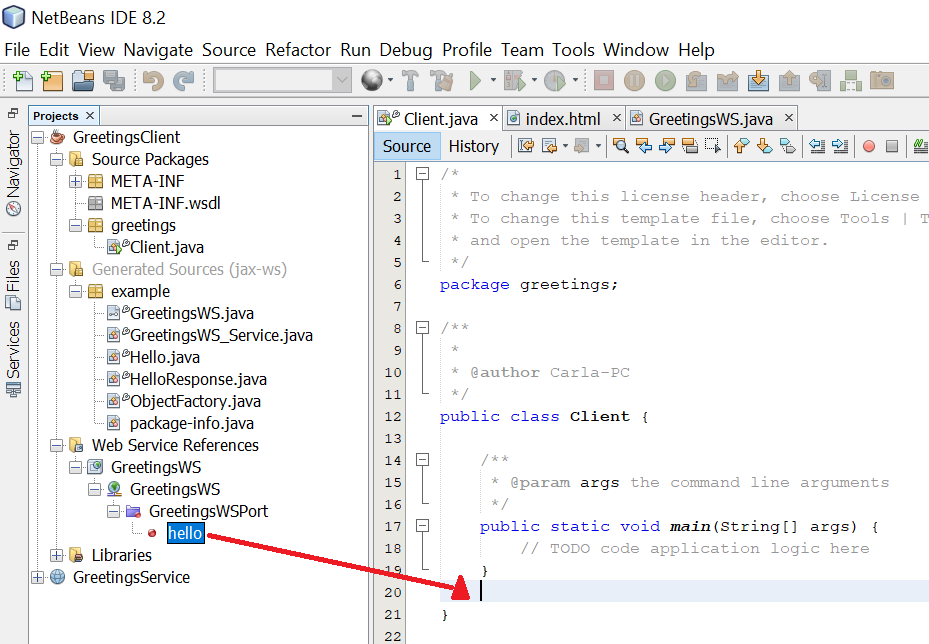 NetBeans IDE 8.2
File Edit View Navigate Source Refactor Run Debug Profile Team Tools Window Help
Navigator
Files
Services
Projects
GreetingsClient
Source Packages
META-INF
META-INF.wsdl
greetings
Client.java
Generated Sources (jax-ws)
example
GreetingsWS.java
GreetingsWS_Service.java
Hello.java
HelloResponse.java
ObjectFactory.java
package-info.java
Web Service References
GreetingsWS
GreetingsWS
GreetingsWSPort
hello
Libraries
GreetingsService
Client.java index.html GreetingsWS.java
Source History
1 /*
2 * To change this license header, choose License
3 * To change this template file, choose Tools | T
4 * and open the template in the editor.
5 */
6 package greetings;
7
8 /**
9 *
10 * @author Carla-PC
11 */
12 public class Client {
13
14 /**
15 * @param args the command line arguments
16 */
17 public static void main(String[] args) {
18 // TODO code application logic here
19 }
20
21 }
22